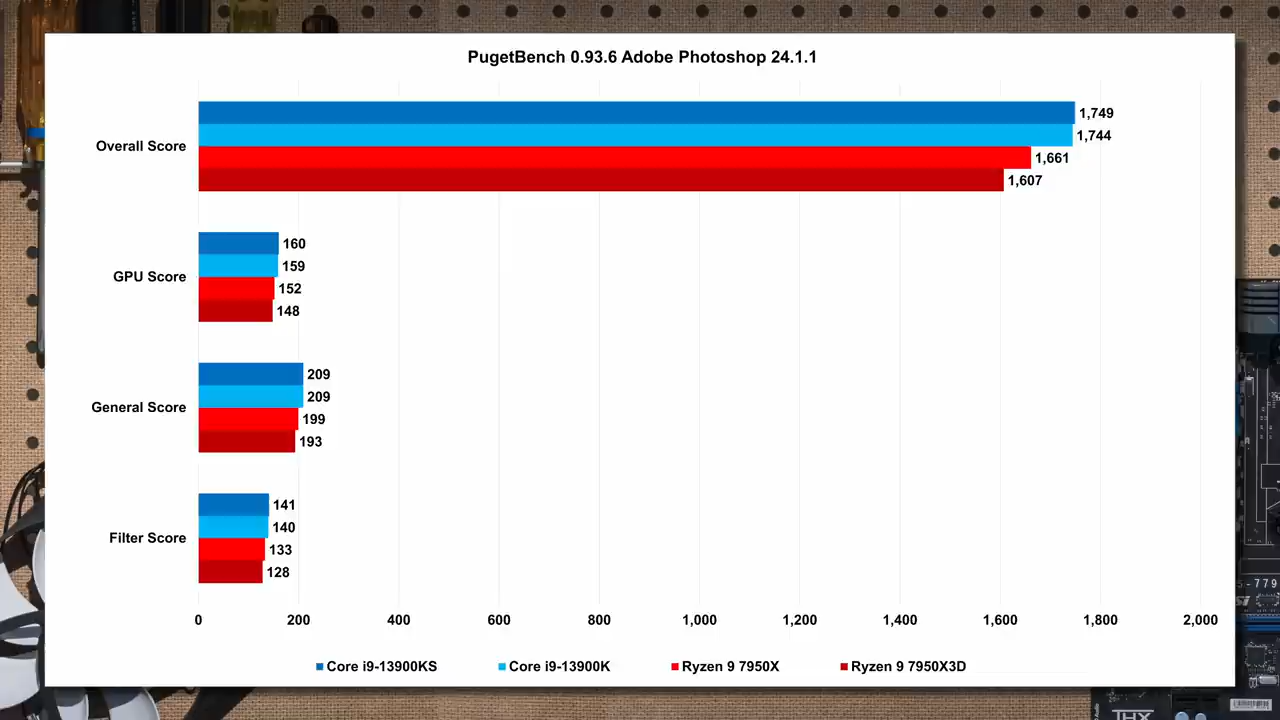 PugetBench 0.93.6 Adobe Photoshop 24.1.1
Overall Score
1,749
1,744
1,661
1,607
GPU Score
160
159
152
148
General Score
209
209
199
193
Filter Score
141
140
133
128
0 200 400 600 800 1,000 1,200 1,400 1,600 1,800 2,000
Core i9-13900KS Core i9-13900K Ryzen 9 7950X Ryzen 9 7950X3D
THX